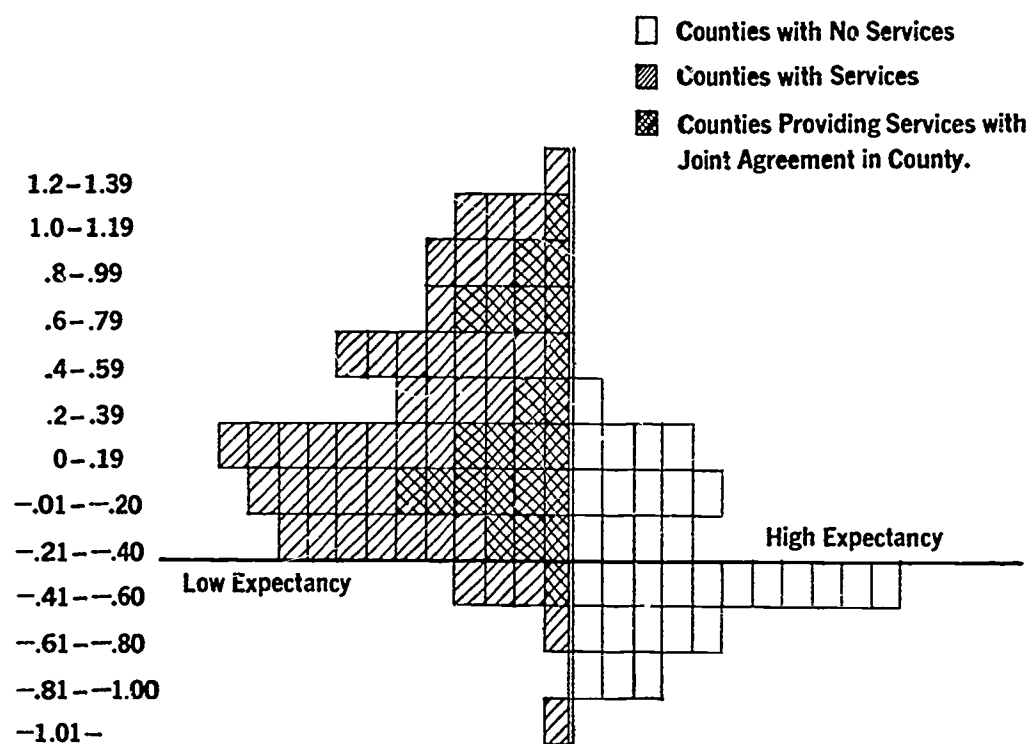 Counties with No Services
Counties with Services
Counties Providing Services with
Joint Agreement in County.
1.2–1.39
1.0–1.19
.8–.99
.6–.79
.4–.59
.2–.39
0–.19
–.01––.20
–.21––.40
High Expectancy
Low Expectancy
–.41––.60
–.61––.80
–.81––1.00
–1.01–